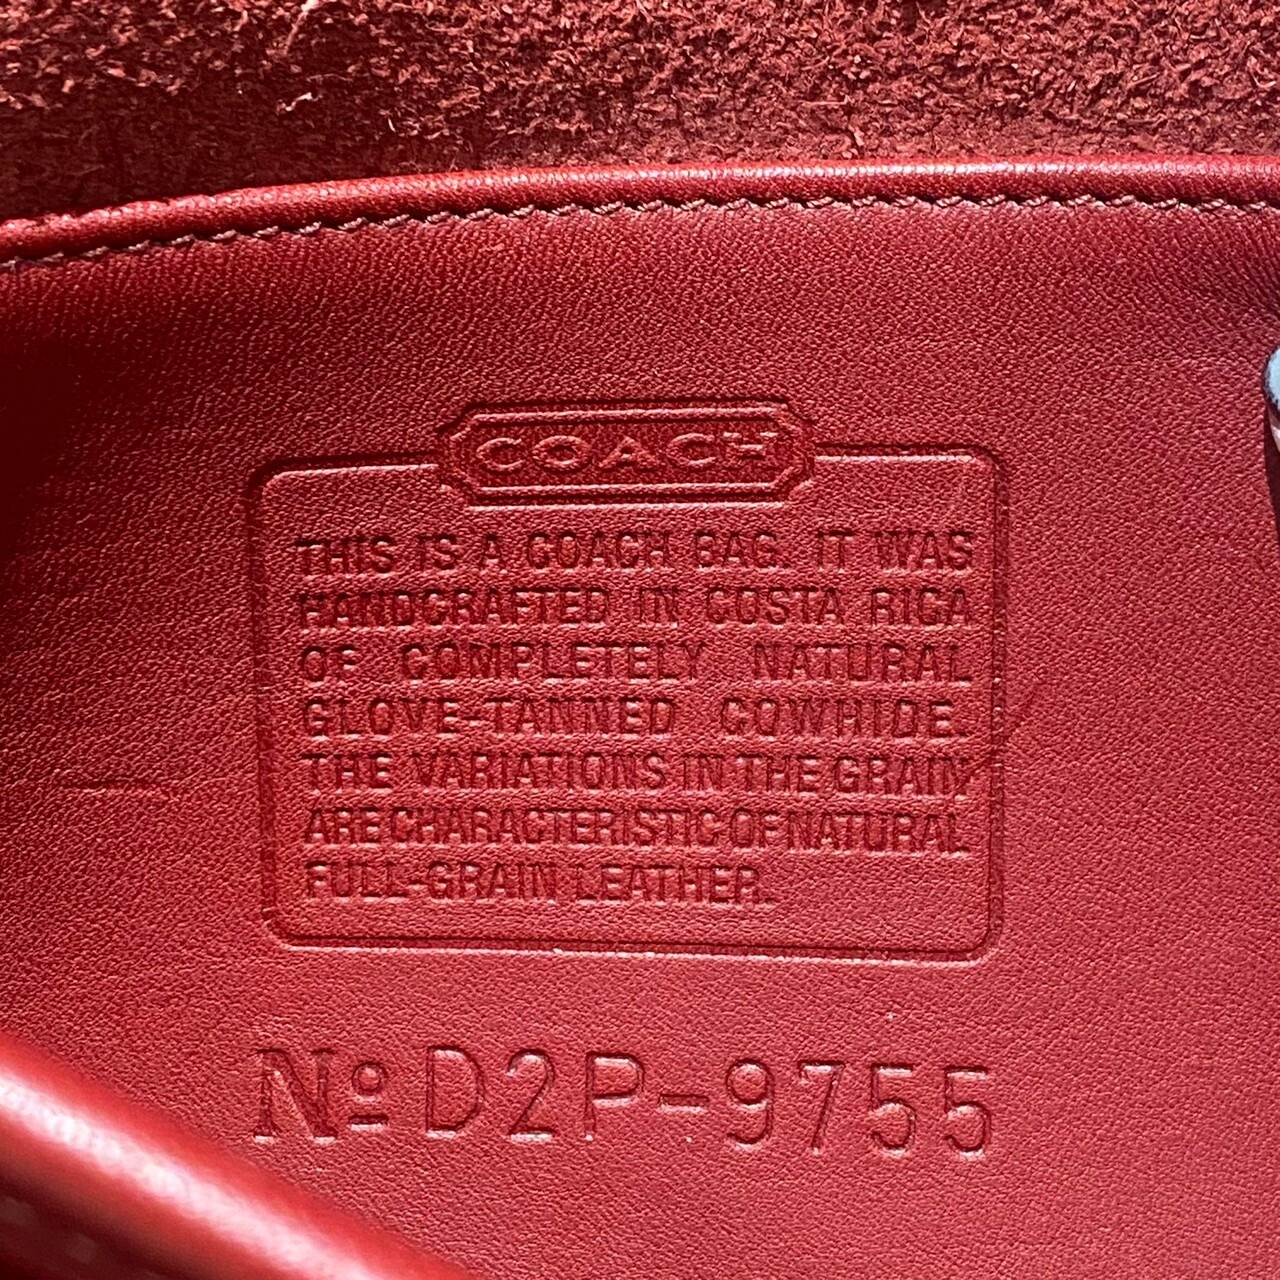 COACH
THIS IS A COACH BAG. IT WAS
HANDCRAFTED IN COSTA RICA
OF COMPLETELY NATURAL
GLOVE-TANNED COWHIDE.
THE VARIATIONS IN THE GRAIN
ARE CHARACTERISTIC OF NATURAL
FULL-GRAIN LEATHER.
Nº D2P-9755